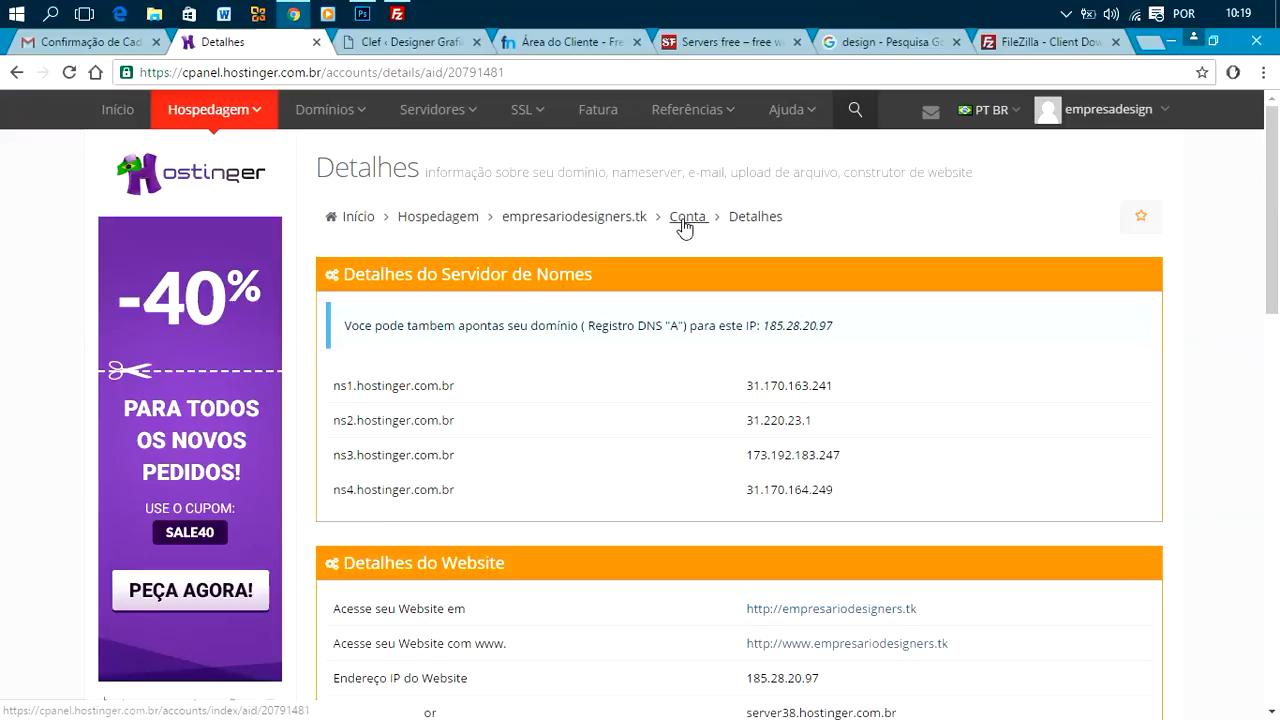 POR
10:19
Confirmação de Cad
Detalhes
Clef ‹ Designer Grafi
Área do Cliente - Fre
Servers free – free w
design - Pesquisa Go
FileZilla - Client Dow
https://cpanel.hostinger.com.br/accounts/details/aid/20791481
Início
Hospedagem
Domínios
Servidores
SSL
Fatura
Referências
Ajuda
PT BR
empresadesign
Hostinger
Detalhes informação sobre seu domínio, nameserver, e-mail, upload de arquivo, construtor de website
Início > Hospedagem > empresariodesigners.tk > Conta > Detalhes
-40%
PARA TODOS
OS NOVOS
PEDIDOS!
USE O CUPOM:
SALE40
PEÇA AGORA!
Detalhes do Servidor de Nomes
Voce pode tambem apontas seu domínio ( Registro DNS "A") para este IP: 185.28.20.97
ns1.hostinger.com.br 31.170.163.241
ns2.hostinger.com.br 31.220.23.1
ns3.hostinger.com.br 173.192.183.247
ns4.hostinger.com.br 31.170.164.249
Detalhes do Website
Acesse seu Website em http://empresariodesigners.tk
Acesse seu Website com www. http://www.empresariodesigners.tk
Endereço IP do Website 185.28.20.97
or server38.hostinger.com.br
https://cpanel.hostinger.com.br/accounts/index/aid/20791481